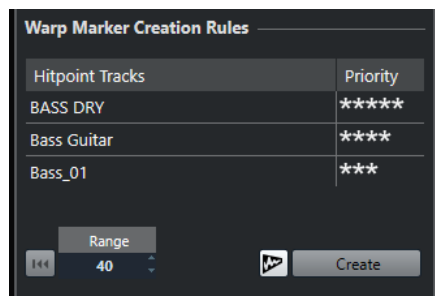 Warp Marker Creation Rules
Hitpoint Tracks Priority
BASS DRY *****
Bass Guitar ****
Bass_01 ***
Range
40 Create